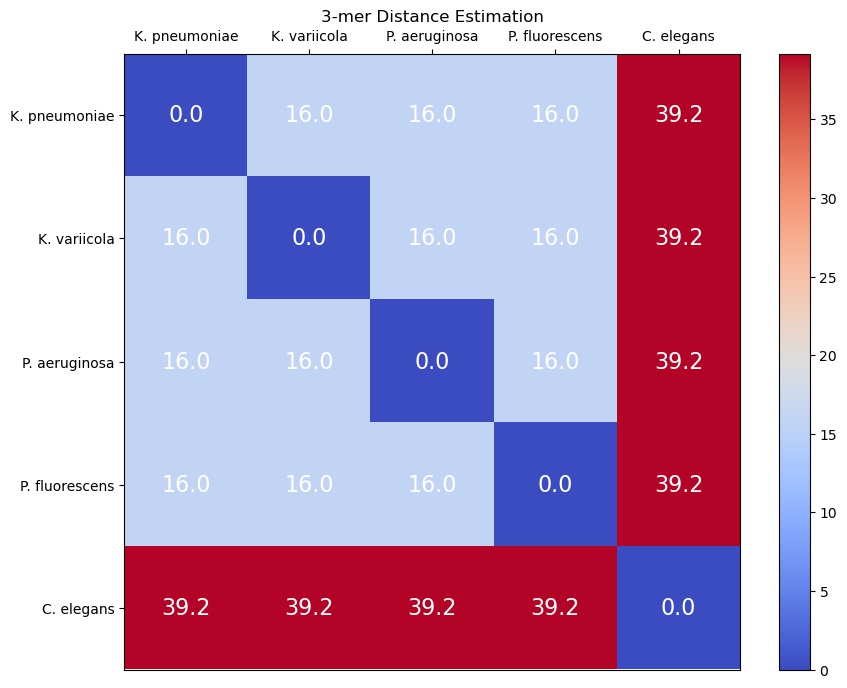 3-mer Distance Estimation
K. pneumoniae K. variicola P. aeruginosa P. fluorescens C. elegans
K. pneumoniae 0.0 16.0 16.0 16.0 39.2
K. variicola 16.0 0.0 16.0 16.0 39.2
P. aeruginosa 16.0 16.0 0.0 16.0 39.2
P. fluorescens 16.0 16.0 16.0 0.0 39.2
C. elegans 39.2 39.2 39.2 39.2 0.0
35
30
25
20
15
10
5
0